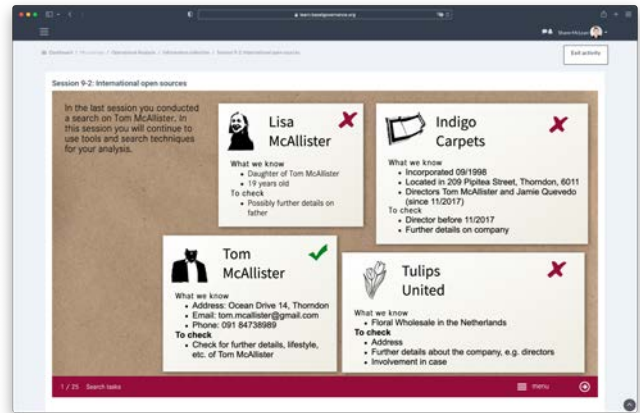 learn.baselgovernance.org
Exit activity
Session 9-2: International open sources
In the last session you conducted
a search on Tom McAllister. In
this session you will continue to
use tools and search techniques
for your analysis.
Lisa
McAllister
What we know
• Daughter of Tom McAllister
• 19 years old
To check
• Possibly further details on
father
Indigo
Carpets
What we know
• Incorporated 09/1998
• Located in 209 Pipitea Street, Thorndon, 6011
• Directors Tom McAllister and Jamie Quevedo
(since 11/2017)
To check
• Director before 11/2017
• Further details on company
Tom
McAllister
What we know
• Address: Ocean Drive 14, Thorndon
• Email: tom.mcallister@gmail.com
• Phone: 091 84738989
To check
• Check for further details, lifestyle,
etc. of Tom McAllister
Tulips
United
What we know
• Floral Wholesale in the Netherlands
To check
• Address
• Further details about the company, e.g. directors
• Involvement in case
1 / 25 Search tasks
menu